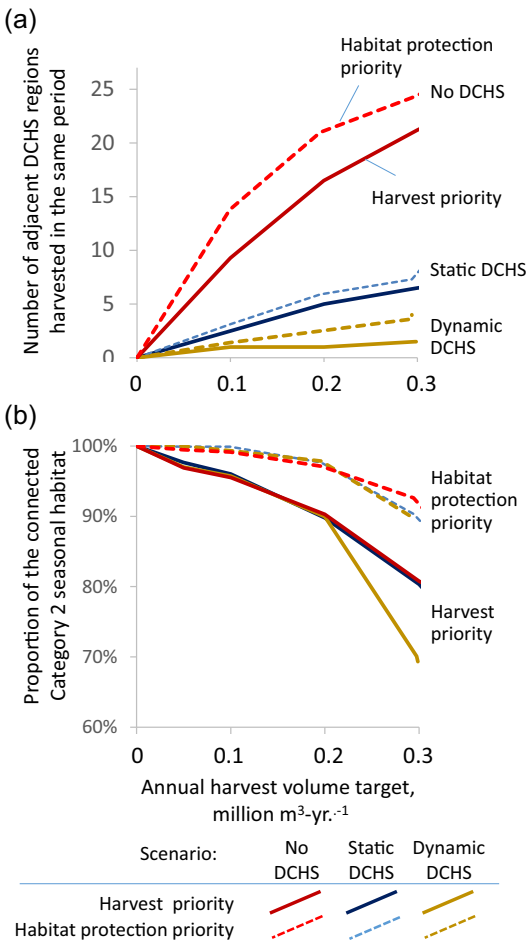 (a)
Number of adjacent DCHS regions
harvested in the same period
25
20
15
10
5
0
0
0.1
0.2
0.3
Habitat protection
priority
No DCHS
Harvest priority
Static DCHS
Dynamic
DCHS
(b)
Proportion of the connected
Category 2 seasonal habitat
100%
90%
80%
70%
60%
0
0.1
0.2
0.3
Habitat
protection
priority
Harvest
priority
Annual harvest volume target,
million m³-yr.⁻¹
Scenario:
No
DCHS
Static
DCHS
Dynamic
DCHS
Harvest priority
Habitat protection priority